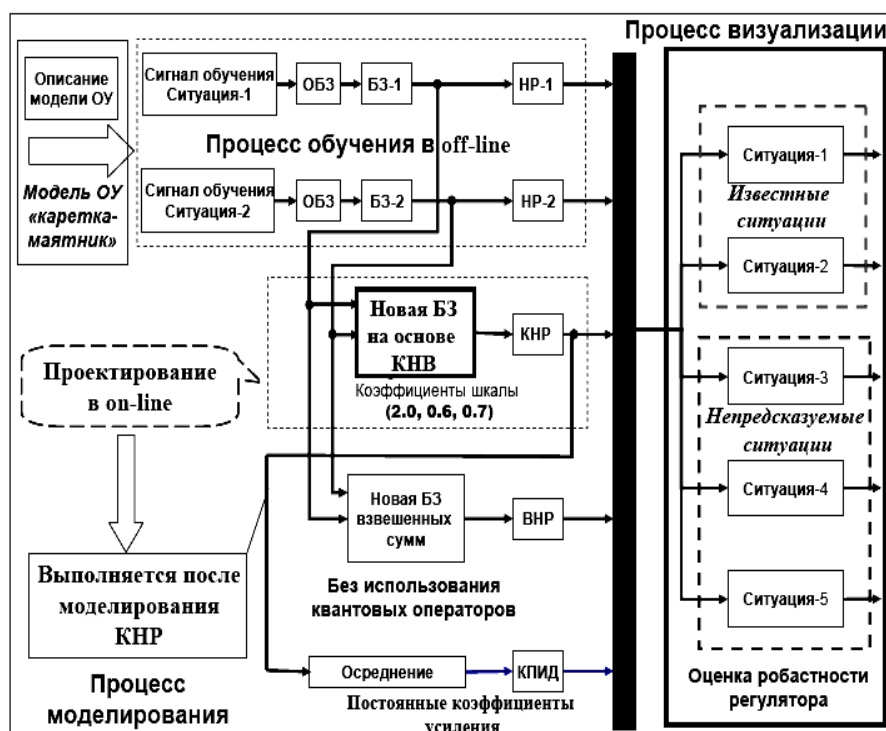 Процесс визуализации
Описание
модели ОУ
Модель ОУ
«каретка-
маятник»
Сигнал обучения
Ситуация-1
ОБЗ
БЗ-1
НР-1
Процесс обучения в off-line
Сигнал обучения
Ситуация-2
ОБЗ
БЗ-2
НР-2
Новая БЗ
на основе
КНВ
КНР
Коэффициенты шкалы
(2.0, 0.6, 0.7)
Проектирование
в on-line
Новая БЗ
взвешенных
сумм
ВНР
Без использования
квантовых операторов
Выполняется после
моделирования
КНР
Процесс
моделирования
Осреднение
КПИД
Постоянные коэффициенты
усиления
Ситуация-1
Известные
ситуации
Ситуация-2
Ситуация-3
Непредсказуемые
ситуации
Ситуация-4
Ситуация-5
Оценка робастности
регулятора